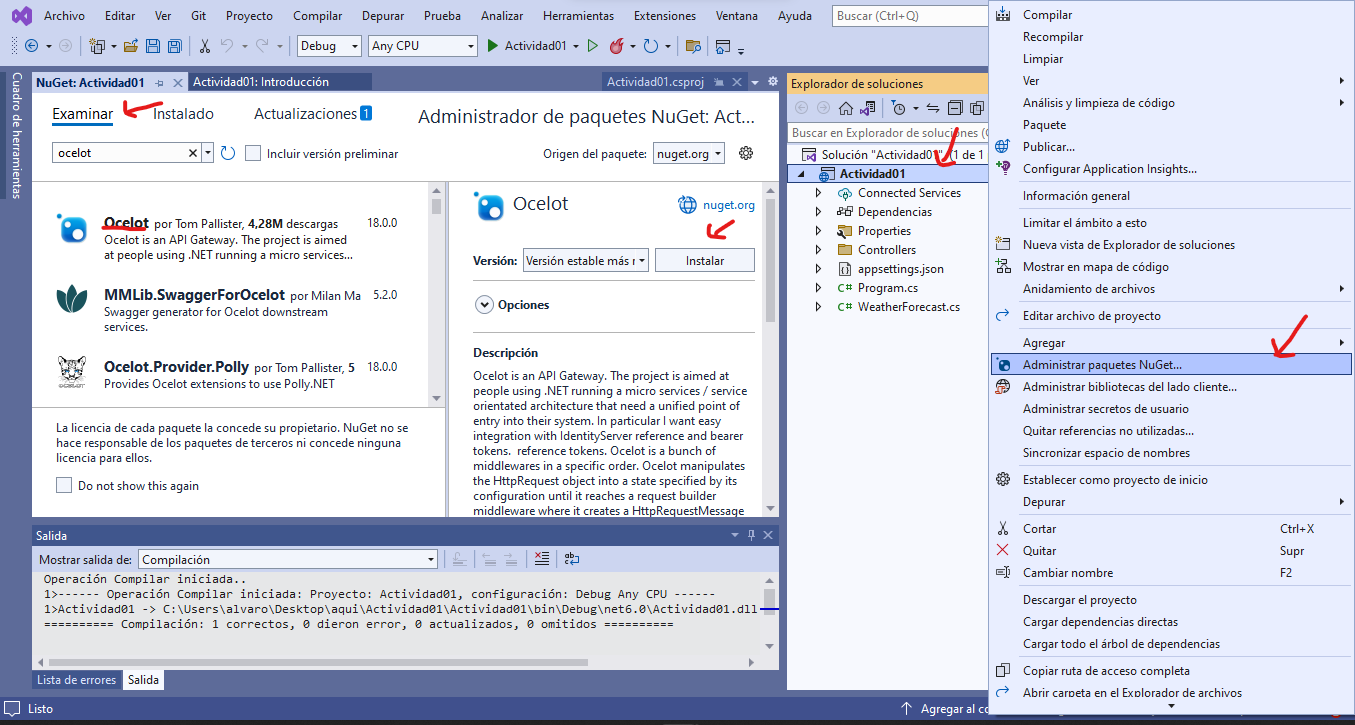 Archivo Editar Ver Git Proyecto Compilar Depurar Prueba Analizar Herramientas Extensiones Ventana Ayuda Buscar (Ctrl+Q)
Debug Any CPU Actividad01
Cuadro de herramientas
NuGet: Actividad01 Actividad01: Introducción Actividad01.csproj
Examinar Instalado Actualizaciones 1 Administrador de paquetes NuGet: Act...
ocelot Incluir versión preliminar Origen del paquete: nuget.org
Ocelot por Tom Pallister, 4,28M descargas 18.0.0
Ocelot is an API Gateway. The project is aimed
at people using .NET running a micro services...
MMLib.SwaggerForOcelot por Milan Ma 5.2.0
Swagger generator for Ocelot downstream
services.
Ocelot.Provider.Polly por Tom Pallister, 5 18.0.0
Provides Ocelot extensions to use Polly.NET
La licencia de cada paquete la concede su propietario. NuGet no se
hace responsable de los paquetes de terceros ni concede ninguna
licencia para ellos.
Do not show this again
Ocelot nuget.org
Versión: Versión estable más r Instalar
Opciones
Descripción
Ocelot is an API Gateway. The project is aimed at
people using .NET running a micro services / service
orientated architecture that need a unified point of
entry into their system. In particular I want easy
integration with IdentityServer reference and bearer
tokens. reference tokens. Ocelot is a bunch of
middlewares in a specific order. Ocelot manipulates
the HttpRequest object into a state specified by its
configuration until it reaches a request builder
middleware where it creates a HttpRequestMessage
Salida
Mostrar salida de: Compilación
Operación Compilar iniciada..
1>------ Operación Compilar iniciada: Proyecto: Actividad01, configuración: Debug Any CPU ------
1>Actividad01 -> C:\Users\alvaro\Desktop\aqui\Actividad01\Actividad01\bin\Debug\net6.0\Actividad01.dll
========== Compilación: 1 correctos, 0 dieron error, 0 actualizados, 0 omitidos ==========
Lista de errores Salida
Listo Agregar al co
Explorador de soluciones
Buscar en Explorador de soluciones (C
Solución "Actividad01" (1 de 1
Actividad01
Connected Services
Dependencias
Properties
Controllers
appsettings.json
C# Program.cs
C# WeatherForecast.cs
Compilar
Recompilar
Limpiar
Ver
Análisis y limpieza de código
Paquete
Publicar...
Configurar Application Insights...
Información general
Limitar el ámbito a esto
Nueva vista de Explorador de soluciones
Mostrar en mapa de código
Anidamiento de archivos
Editar archivo de proyecto
Agregar
Administrar paquetes NuGet...
Administrar bibliotecas del lado cliente...
Administrar secretos de usuario
Quitar referencias no utilizadas...
Sincronizar espacio de nombres
Establecer como proyecto de inicio
Depurar
Cortar Ctrl+X
Quitar Supr
Cambiar nombre F2
Descargar el proyecto
Cargar dependencias directas
Cargar todo el árbol de dependencias
Copiar ruta de acceso completa
Abrir carpeta en el Explorador de archivos